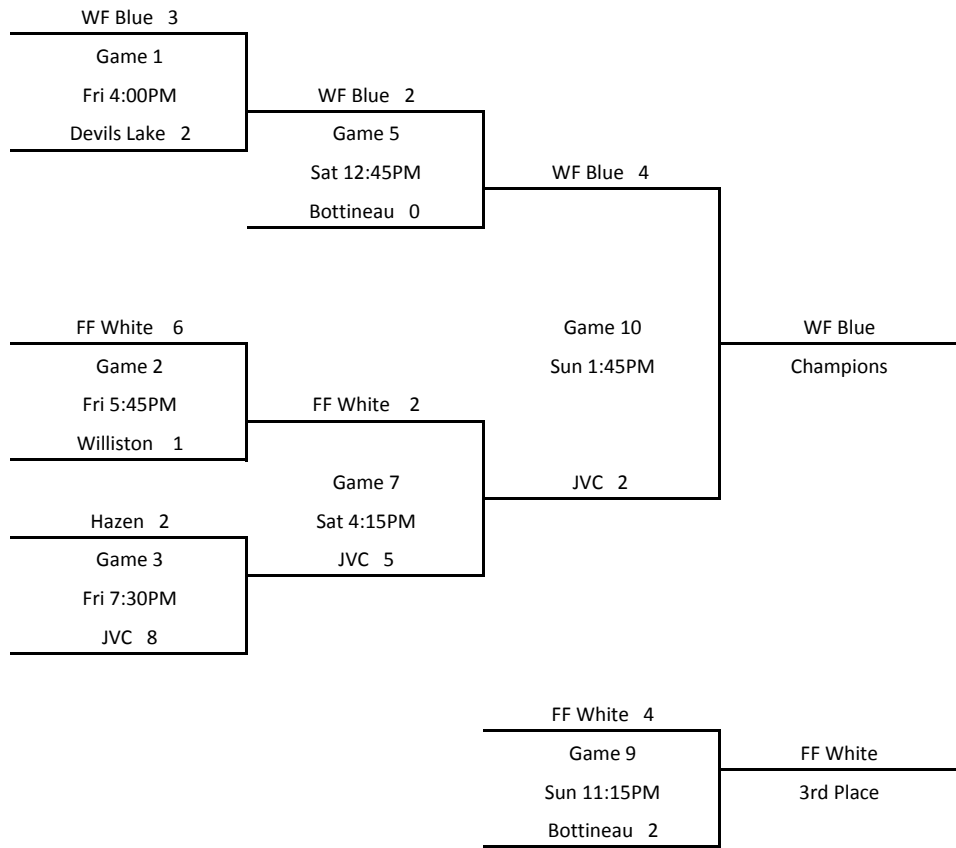 WF Blue 3
Game 1
Fri 4:00PM
Devils Lake 2
WF Blue 2
Game 5
Sat 12:45PM
Bottineau 0
WF Blue 4
FF White 6
Game 2
Fri 5:45PM
Williston 1
FF White 2
Game 7
Sat 4:15PM
JVC 5
Hazen 2
Game 3
Fri 7:30PM
JVC 8
Game 10
Sun 1:45PM
JVC 2
WF Blue
Champions
FF White 4
Game 9
Sun 11:15PM
Bottineau 2
FF White
3rd Place